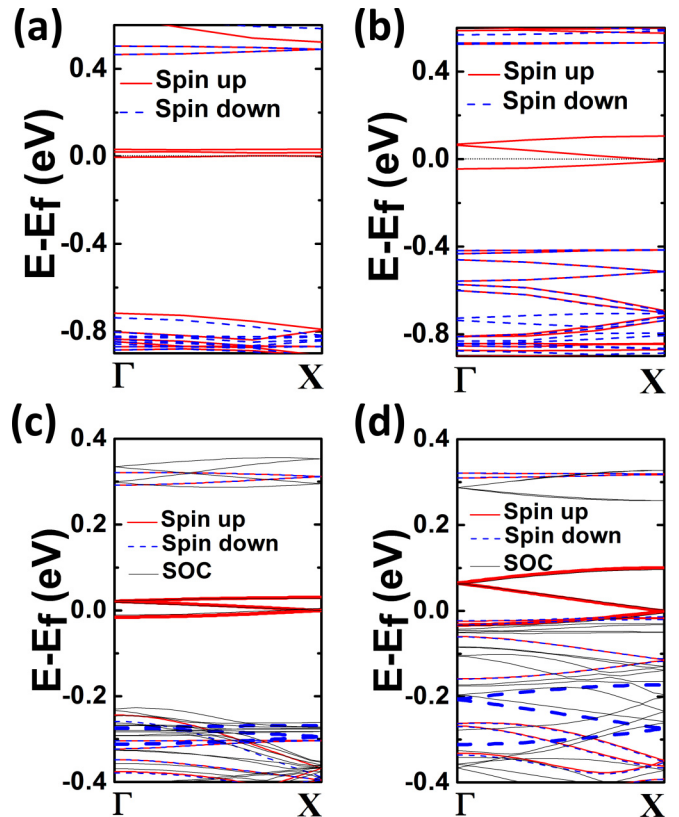 (a)
(b)
0.4
0.0
-0.4
-0.8
E-Ef (eV)
Spin up
Spin down
Γ
X
0.4
0.0
-0.4
-0.8
E-Ef (eV)
Spin up
Spin down
Γ
X
(c)
(d)
0.4
0.2
0.0
-0.2
-0.4
E-Ef (eV)
Spin up
Spin down
SOC
Γ
X
0.4
0.2
0.0
-0.2
-0.4
E-Ef (eV)
Spin up
Spin down
SOC
Γ
X